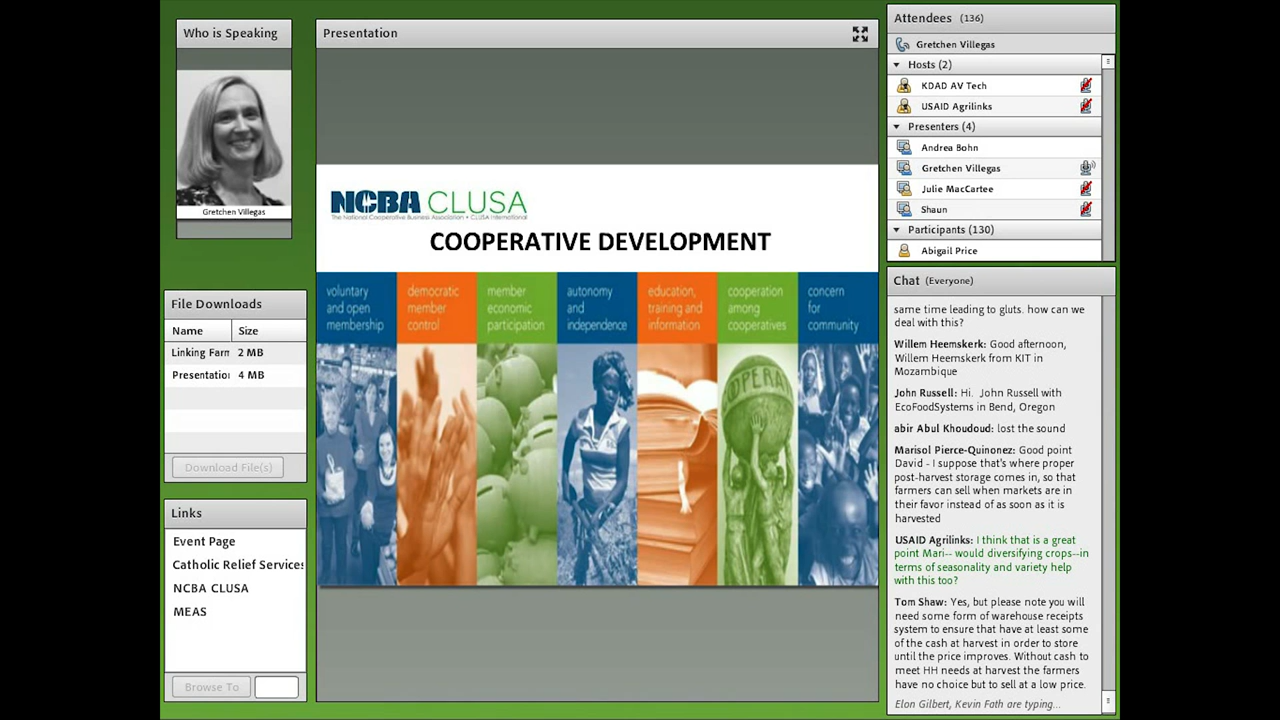 Who is Speaking
Gretchen Villegas
File Downloads
Name Size
Linking Farm 2 MB
Presentatio 4 MB
Download File(s)
Links
Event Page
Catholic Relief Services
NCBA CLUSA
MEAS
Browse To
Presentation
NCBA CLUSA
The National Cooperative Business Association • CLUSA International
COOPERATIVE DEVELOPMENT
voluntary
and open
membership
democratic
member
control
member
economic
participation
autonomy
and
independence
education,
training and
information
cooperation
among
cooperatives
concern
for
community
COOPERA
Attendees (136)
Gretchen Villegas
Hosts (2)
KDAD AV Tech
USAID Agrilinks
Presenters (4)
Andrea Bohn
Gretchen Villegas
Julie MacCartee
Shaun
Participants (130)
Abigail Price
Chat (Everyone)
same time leading to gluts. how can we
deal with this?
Willem Heemskerk: Good afternoon,
Willem Heemskerk from KIT in
Mozambique
John Russell: Hi. John Russell with
EcoFoodSystems in Bend, Oregon
abir Abul Khoudoud: lost the sound
Marisol Pierce-Quinonez: Good point
David - I suppose that's where proper
post-harvest storage comes in, so that
farmers can sell when markets are in
their favor instead of as soon as it is
harvested
USAID Agrilinks: I think that is a great
point Mari-- would diversifying crops--in
terms of seasonality and variety help
with this too?
Tom Shaw: Yes, but please note you will
need some form of warehouse receipts
system to ensure that have at least some
of the cash at harvest in order to store
until the price improves. Without cash to
meet HH needs at harvest the farmers
have no choice but to sell at a low price.
Elon Gilbert, Kevin Fath are typing...